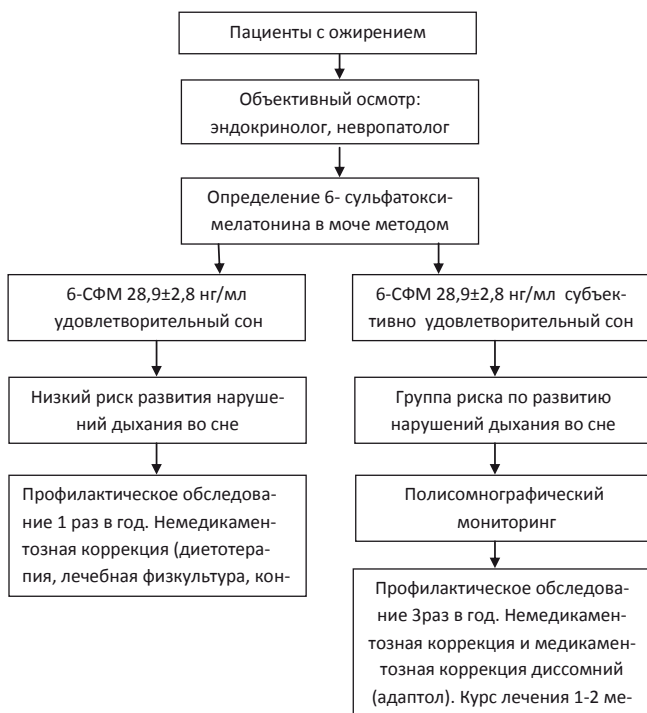 Пациенты с ожирением
Объективный осмотр:
эндокринолог, невропатолог
Определение 6- сульфатокси-
мелатонина в моче методом
6-СФМ 28,9±2,8 нг/мл
удовлетворительный сон
Низкий риск развития наруше-
ний дыхания во сне
Профилактическое обследова-
ние 1 раз в год. Немедикамен-
тозная коррекция (диетотера-
пия, лечебная физкультура, кон-
6-СФМ 28,9±2,8 нг/мл субъек-
тивно удовлетворительный сон
Группа риска по развитию
нарушений дыхания во сне
Полисомнографический
мониторинг
Профилактическое обследова-
ние 3раз в год. Немедикамен-
тозная коррекция и медикамен-
тозная коррекция диссомний
(адаптол). Курс лечения 1-2 ме-